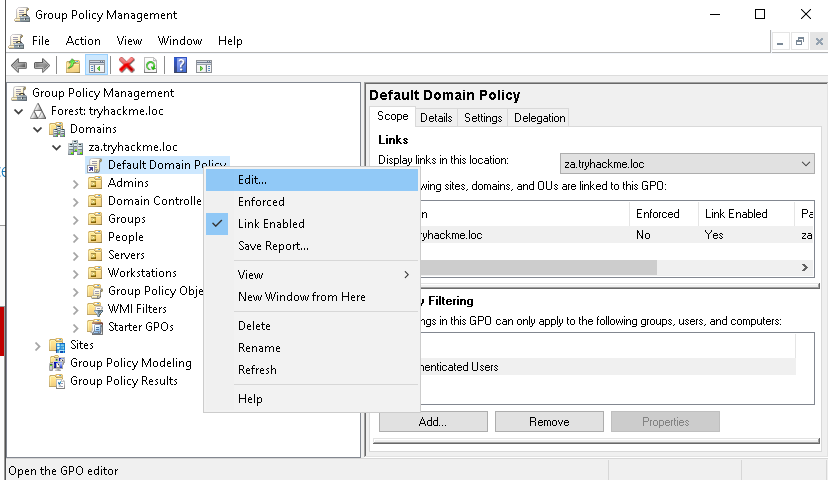 Group Policy Management
File Action View Window Help
Group Policy Management
Forest: tryhackme.loc
Domains
za.tryhackme.loc
Default Domain Policy
Admins
Domain Controlle
Groups
People
Servers
Workstations
Group Policy Obje
WMI Filters
Starter GPOs
Sites
Group Policy Modeling
Group Policy Results
Edit...
Enforced
Link Enabled
Save Report...
View
New Window from Here
Delete
Rename
Refresh
Help
Default Domain Policy
Scope Details Settings Delegation
Links
Display links in this location: za.tryhackme.loc
wing sites, domains, and OUs are linked to this GPO:
n Enforced Link Enabled Pa
yhackme.loc No Yes za
y Filtering
ngs in this GPO can only apply to the following groups, users, and computers:
henticated Users
Add... Remove Properties
Open the GPO editor